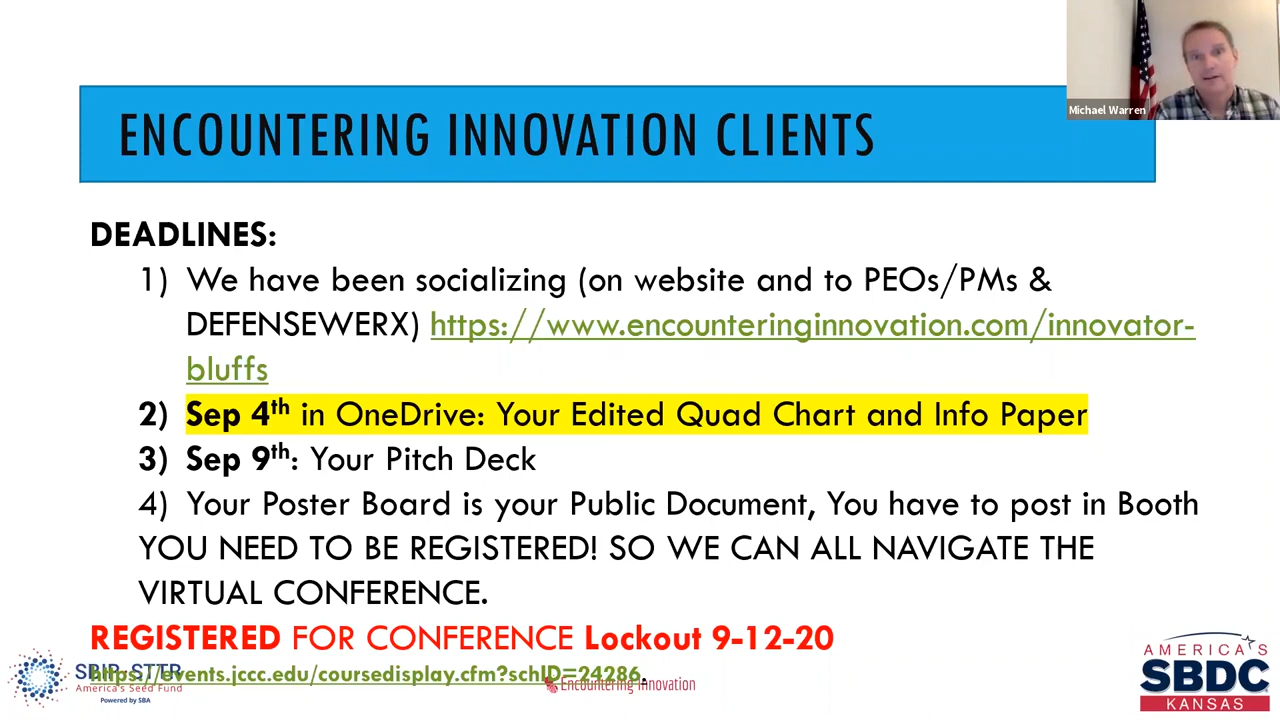 Michael Warren
ENCOUNTERING INNOVATION CLIENTS
DEADLINES:
1) We have been socializing (on website and to PEOs/PMs &
DEFENSEWERX) https://www.encounteringinnovation.com/innovator-
bluffs
2) Sep 4th in OneDrive: Your Edited Quad Chart and Info Paper
3) Sep 9th: Your Pitch Deck
4) Your Poster Board is your Public Document, You have to post in Booth
YOU NEED TO BE REGISTERED! SO WE CAN ALL NAVIGATE THE
VIRTUAL CONFERENCE.
REGISTERED FOR CONFERENCE Lockout 9-12-20
SBIR·STTR
https://events.jccc.edu/coursedisplay.cfm?schID=24286.
America's Seed Fund
Powered by SBA
Encountering Innovation
AMERICA'S
SBDC
KANSAS